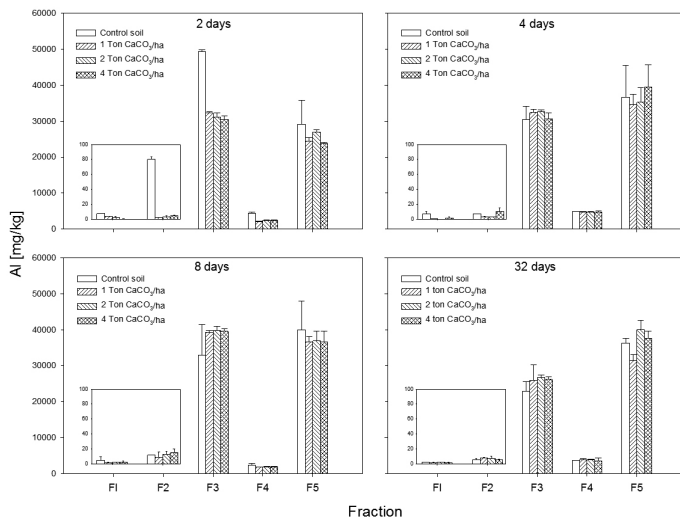 2 days
Control soil
1 Ton CaCO3/ha
2 Ton CaCO3/ha
4 Ton CaCO3/ha
60000
50000
40000
30000
20000
10000
0
100
80
60
40
20
0
4 days
Control soil
1 Ton CaCO3/ha
2 Ton CaCO3/ha
4 Ton CaCO3/ha
100
80
60
40
20
0
Al [mg/kg]
8 days
Control soil
1 Ton CaCO3/ha
2 Ton CaCO3/ha
4 Ton CaCO3/ha
60000
50000
40000
30000
20000
10000
0
100
80
60
40
20
0
FI F2 F3 F4 F5
32 days
Control soil
1 ton CaCO3/ha
2 ton CaCO3/ha
4 ton CaCO3/ha
100
80
60
40
20
0
FI F2 F3 F4 F5
Fraction